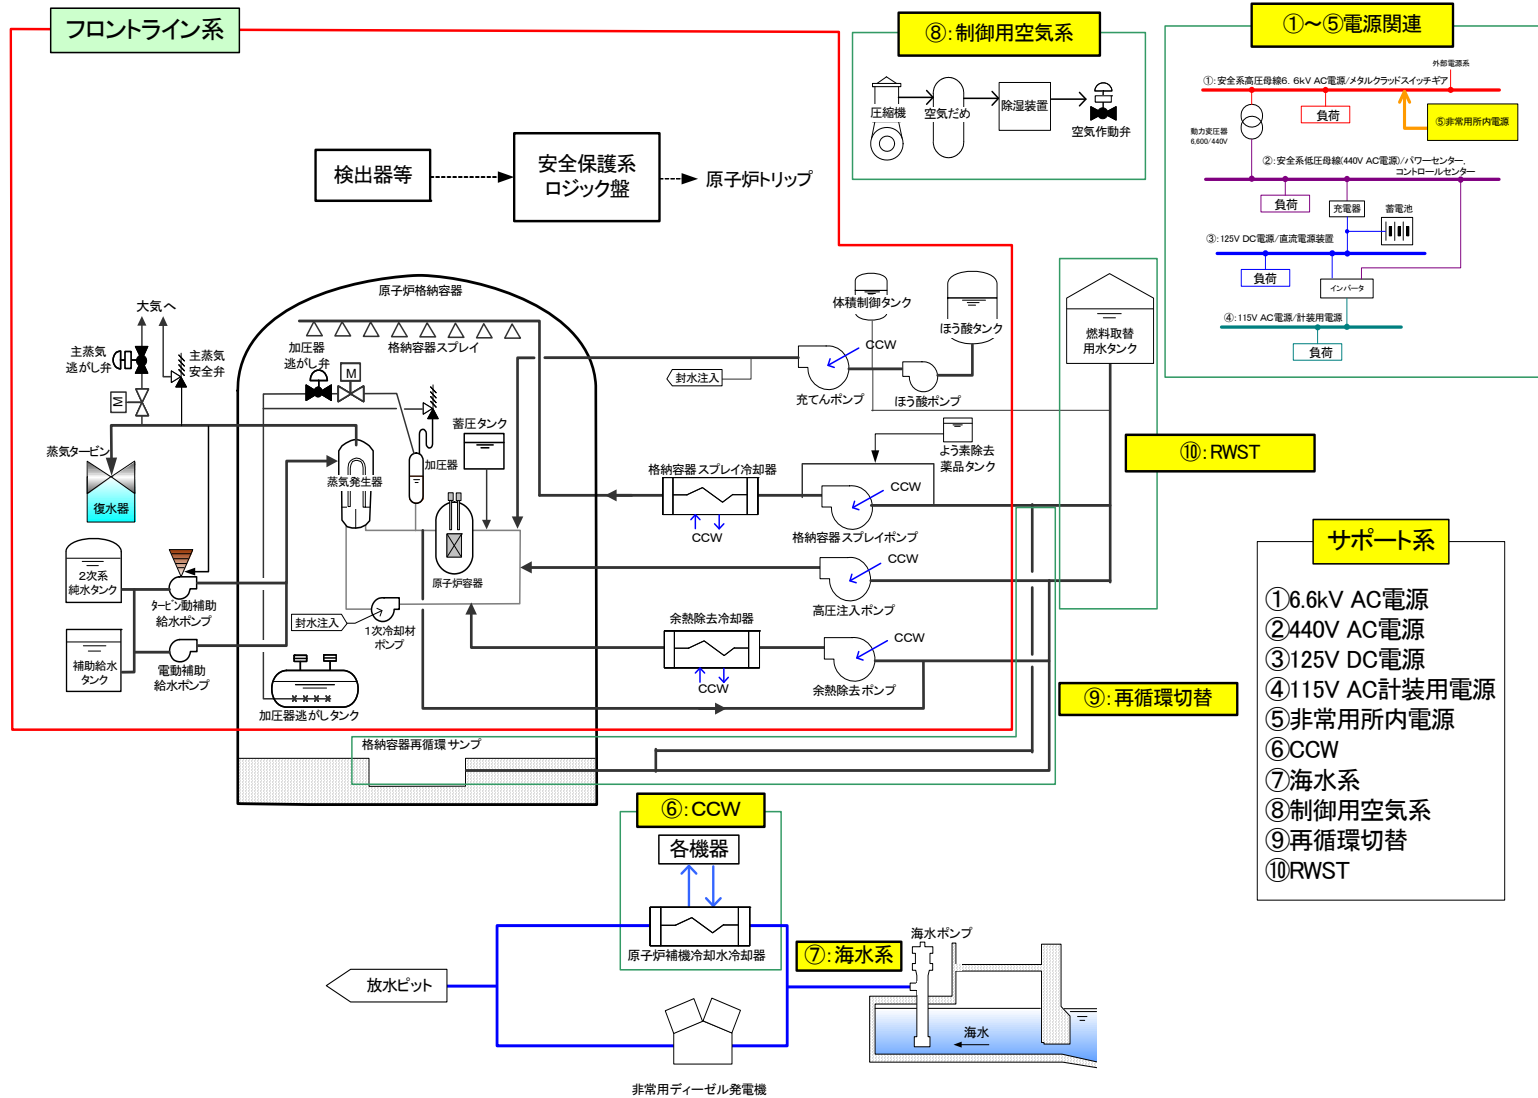 フロントライン系
⑧:制御用空気系
圧縮機
空気だめ
除湿装置
空気作動弁
①～⑤電源関連
外部電源系
①:安全系高圧母線6.6kV AC電源/メタルクラッドスイッチギア
負荷
⑤非常用所内電源
動力変圧器
6,600/440V
②:安全系低圧母線(440V AC電源)/パワーセンター,
コントロールセンター
負荷
充電器
蓄電池
③:125V DC電源/直流電源装置
負荷
インバータ
④:115V AC電源/計装用電源
負荷
検出器等
安全保護系
ロジック盤
原子炉トリップ
原子炉格納容器
格納容器スプレイ
大気へ
主蒸気
逃がし弁
主蒸気
安全弁
M
加圧器
逃がし弁
M
蓄圧タンク
加圧器
蒸気発生器
原子炉容器
蒸気タービン
復水器
2次系
純水タンク
タービン動補助
給水ポンプ
補助給水
タンク
電動補助
給水ポンプ
封水注入
1次冷却材
ポンプ
加圧器逃がしタンク
格納容器再循環サンプ
体積制御タンク
ほう酸タンク
CCW
封水注入
充てんポンプ
ほう酸ポンプ
よう素除去
薬品タンク
格納容器スプレイ冷却器
CCW
CCW
格納容器スプレイポンプ
CCW
高圧注入ポンプ
余熱除去冷却器
CCW
CCW
余熱除去ポンプ
燃料取替
用水タンク
⑩:RWST
⑨:再循環切替
サポート系
①6.6kV AC電源
②440V AC電源
③125V DC電源
④115V AC計装用電源
⑤非常用所内電源
⑥CCW
⑦海水系
⑧制御用空気系
⑨再循環切替
⑩RWST
⑥:CCW
各機器
原子炉補機冷却水冷却器
⑦:海水系
海水ポンプ
海水
放水ピット
非常用ディーゼル発電機